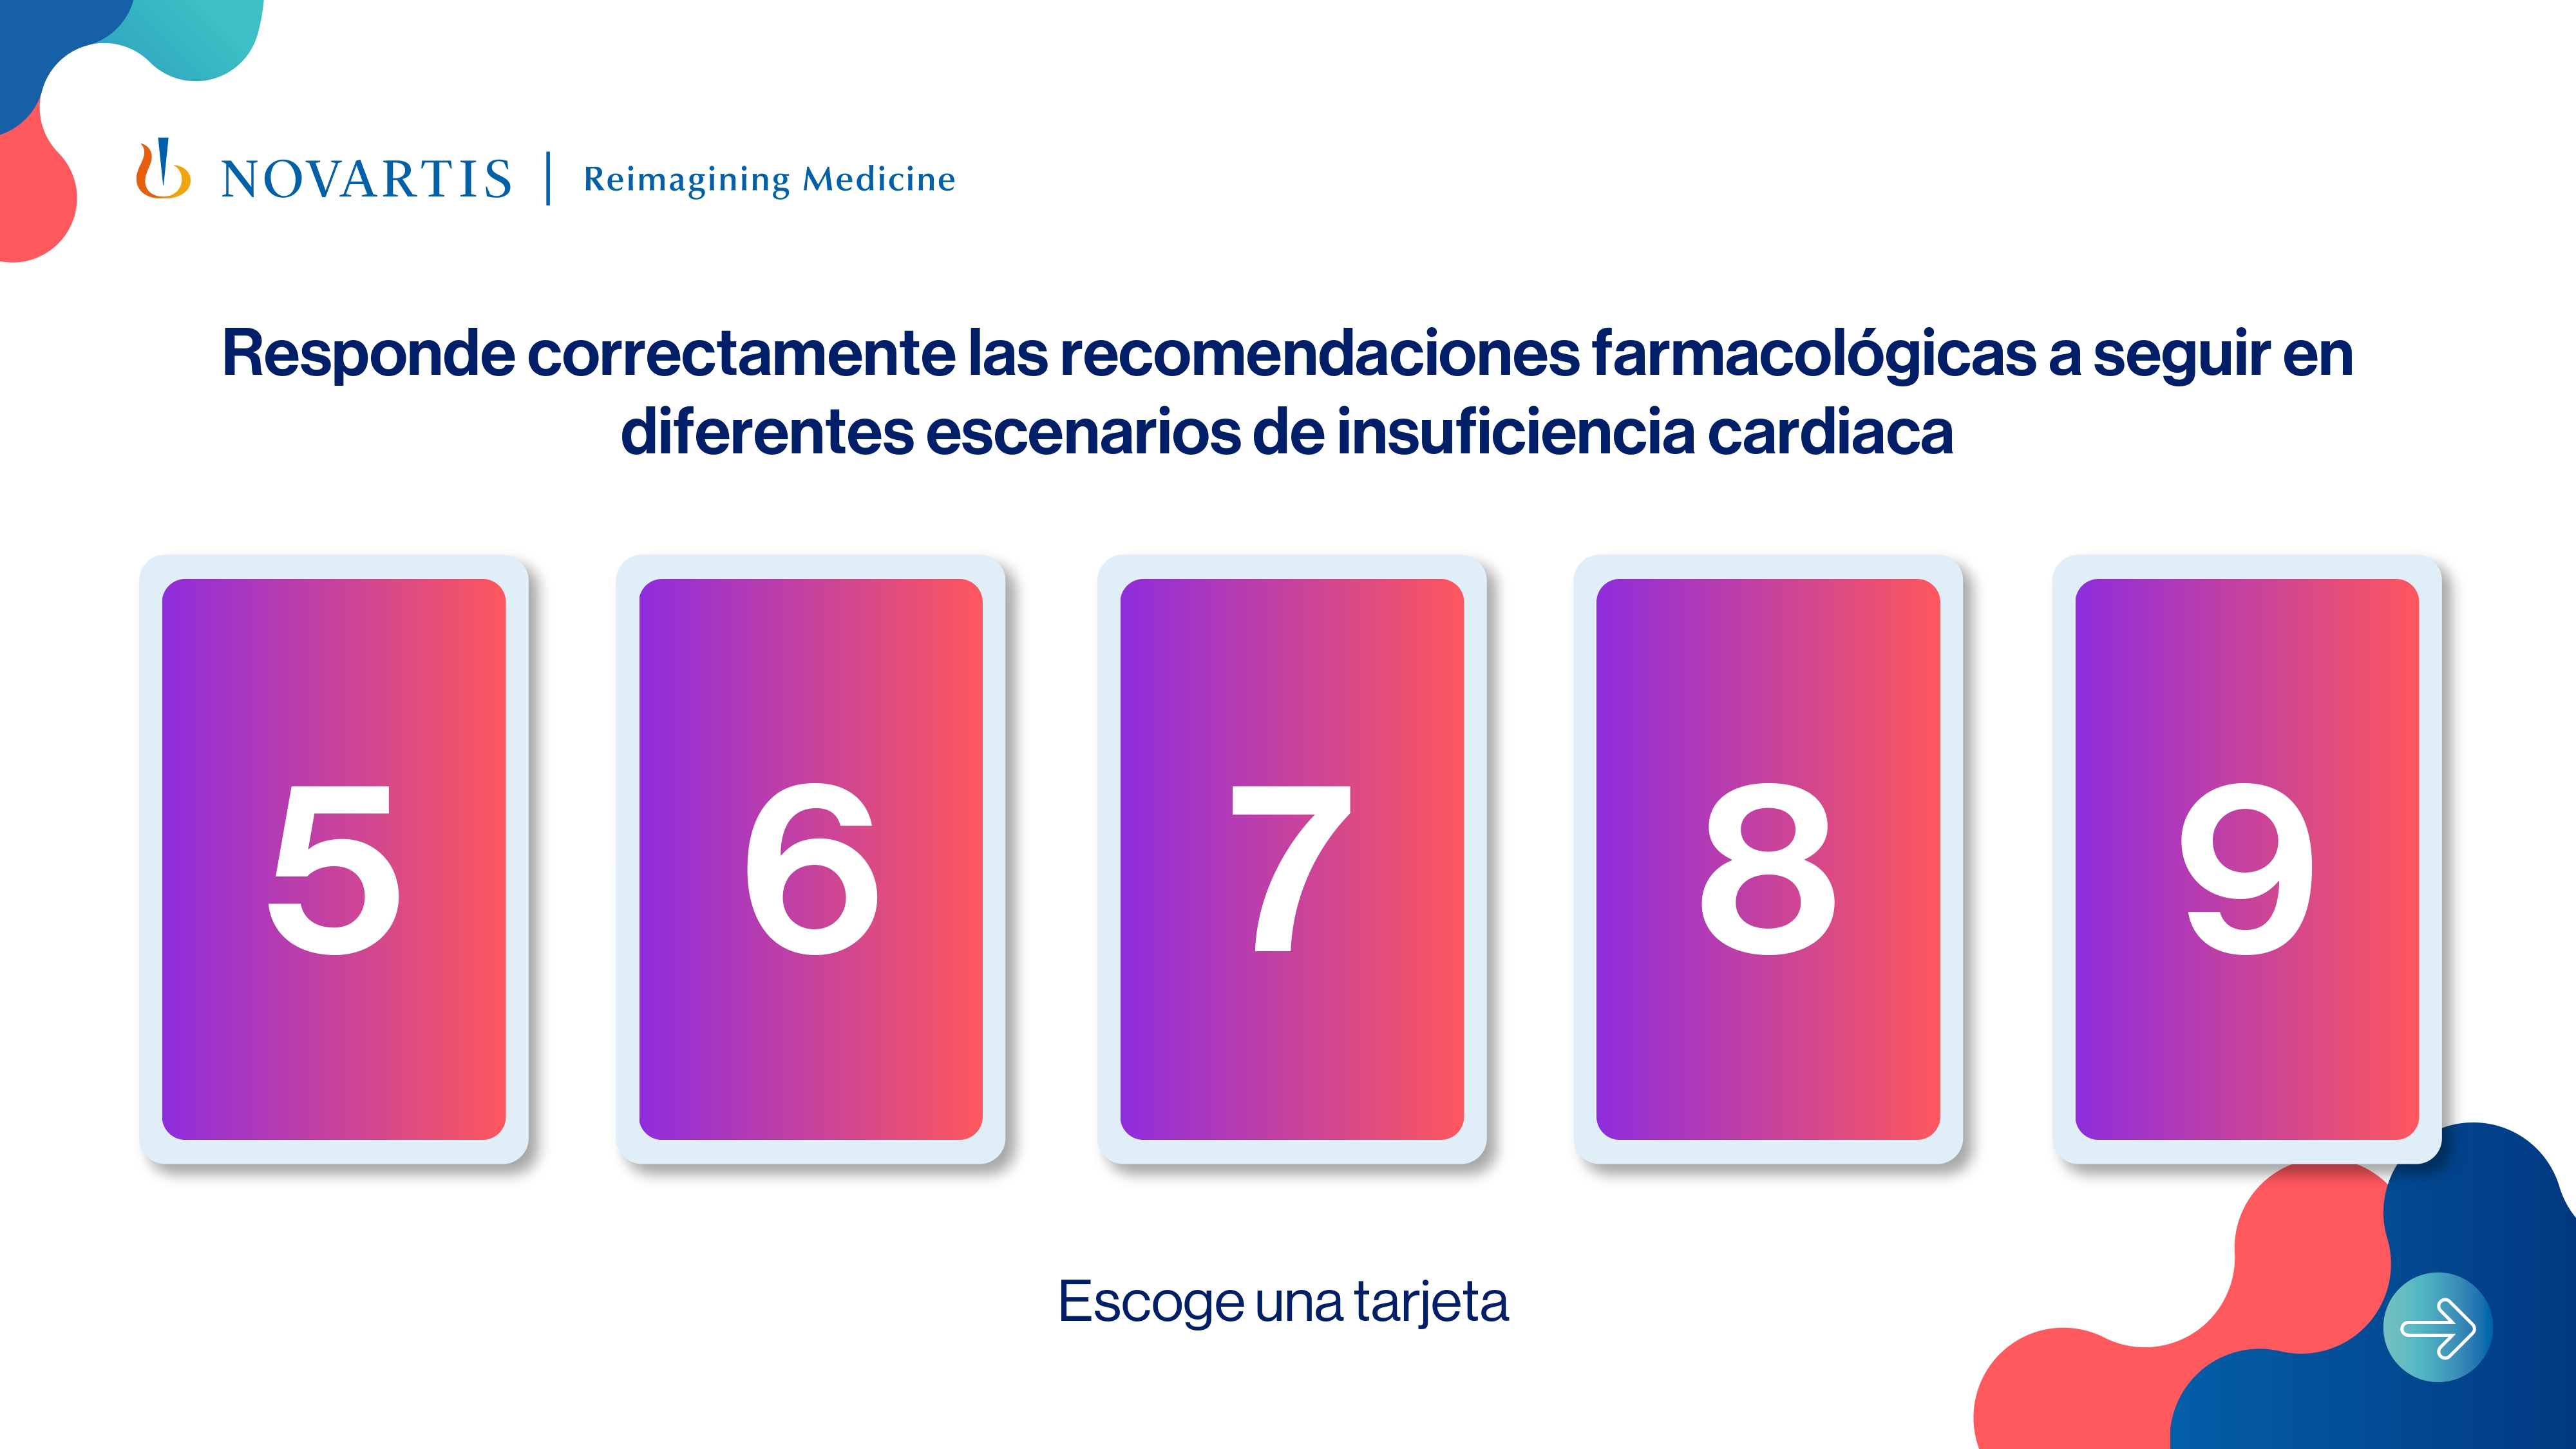 NOVARTIS | Reimagining Medicine
Responde correctamente las recomendaciones farmacológicas a seguir en
diferentes escenarios de insuficiencia cardiaca
5 6 7 8 9
Escoge una tarjeta